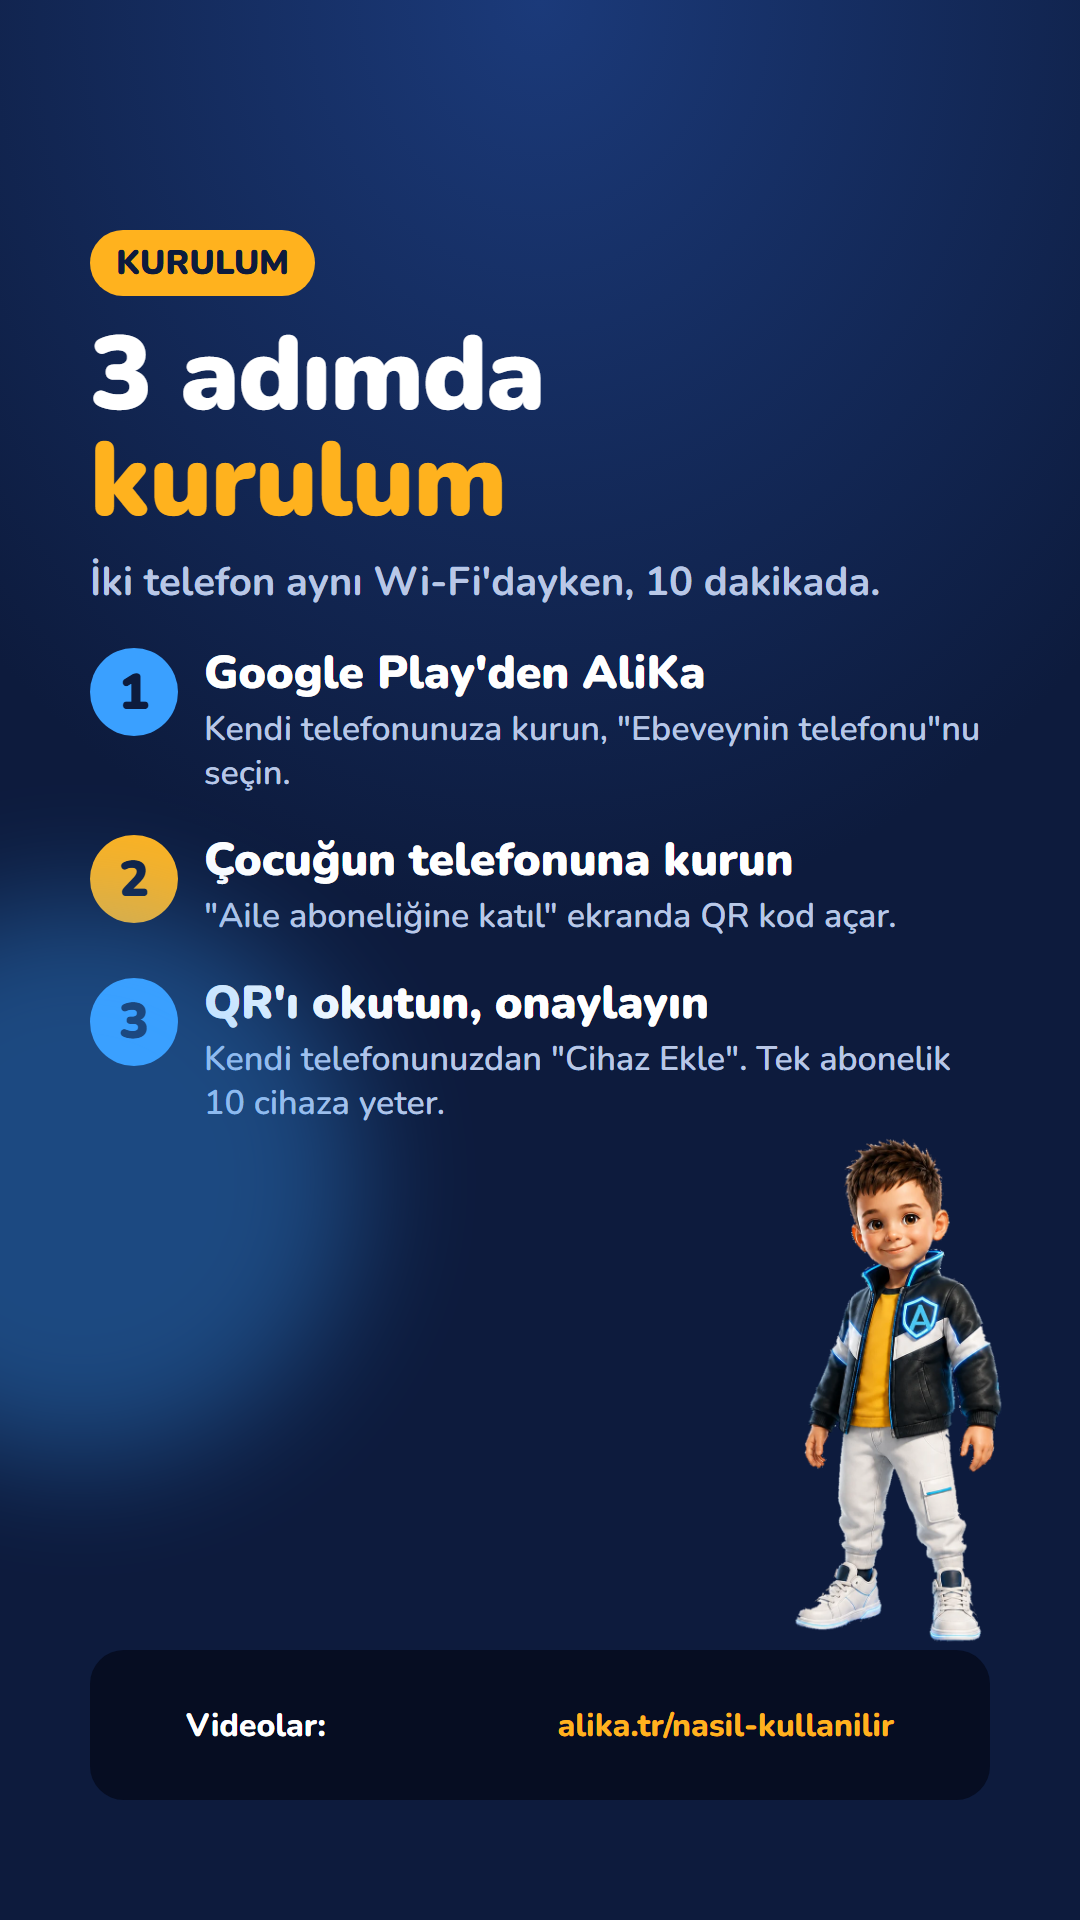 KURULUM
3 adımda
kurulum
İki telefon aynı Wi-Fi'dayken, 10 dakikada.
1
Google Play'den AliKa
Kendi telefonunuza kurun, "Ebeveynin telefonu"nu
seçin.
2
Çocuğun telefonuna kurun
"Aile aboneliğine katıl" ekranda QR kod açar.
3
QR'ı okutun, onaylayın
Kendi telefonunuzdan "Cihaz Ekle". Tek abonelik
10 cihaza yeter.
A
Videolar: alika.tr/nasil-kullanilir